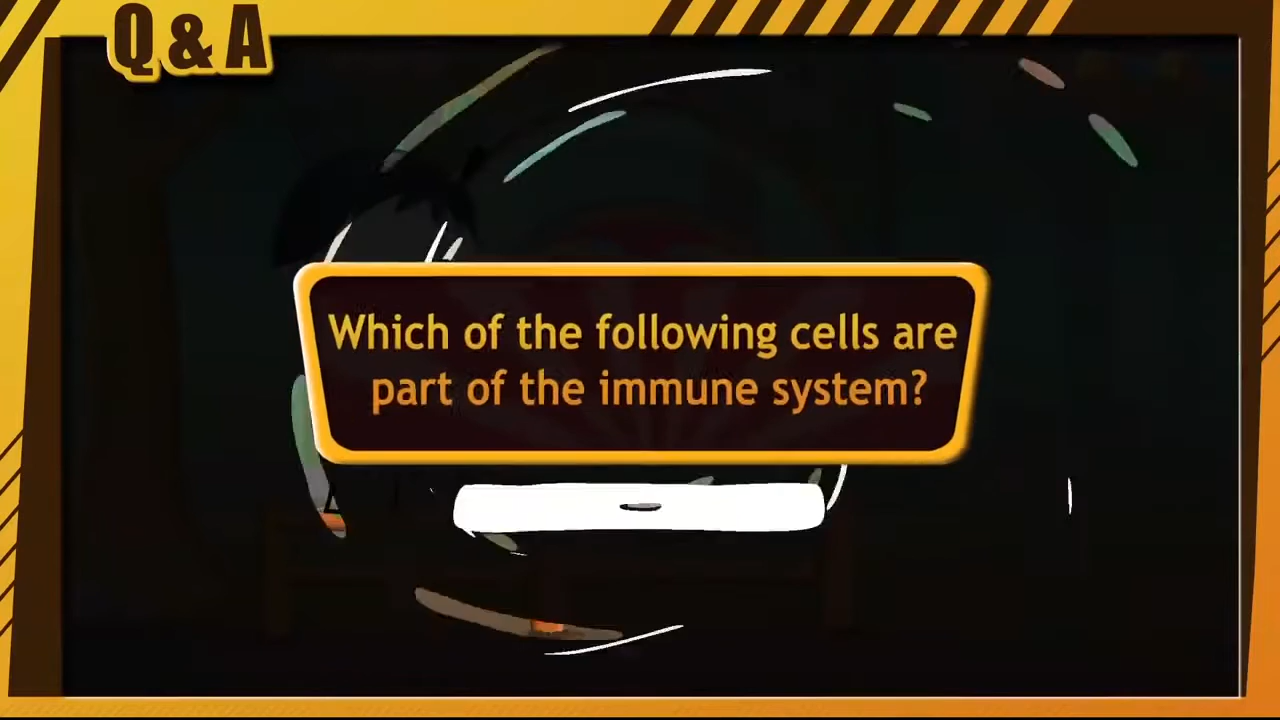 Q & A
Which of the following cells are
part of the immune system?